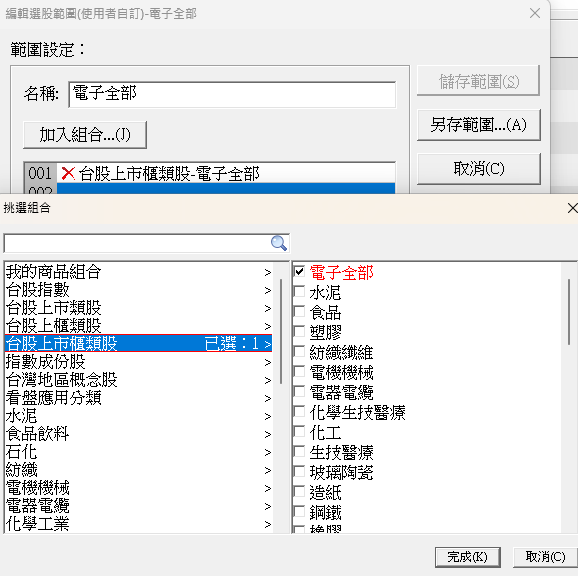 編輯選股範圍(使用者自訂)-電子全部
範圍設定：
名稱: 電子全部
儲存範圍(S)
加入組合...(J)
另存範圍...(A)
取消(C)
001 台股上市櫃類股-電子全部
002
挑選組合
我的商品組合 >
台股指數 >
台股上市類股 >
台股上櫃類股 >
台股上市櫃類股 已選：1 >
指數成份股 >
台灣地區概念股 >
看盤應用分類 >
水泥 >
食品飲料 >
石化 >
紡織 >
電機機械 >
電器電纜 >
化學工業 >
電子全部
水泥
食品
塑膠
紡織纖維
電機機械
電器電纜
化學生技醫療
化工
生技醫療
玻璃陶瓷
造紙
鋼鐵
橡膠
完成(K)
取消(C)